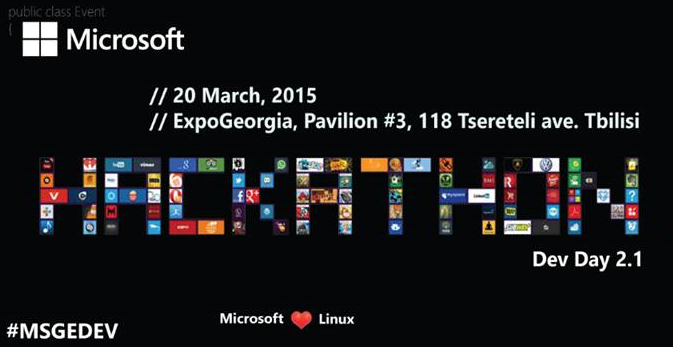 public class Event
{
Microsoft
// 20 March, 2015
// ExpoGeorgia, Pavilion #3, 118 Tsereteli ave. Tbilisi
HACKATHON
Dev Day 2.1
Microsoft ❤ Linux
#MSGEDEV